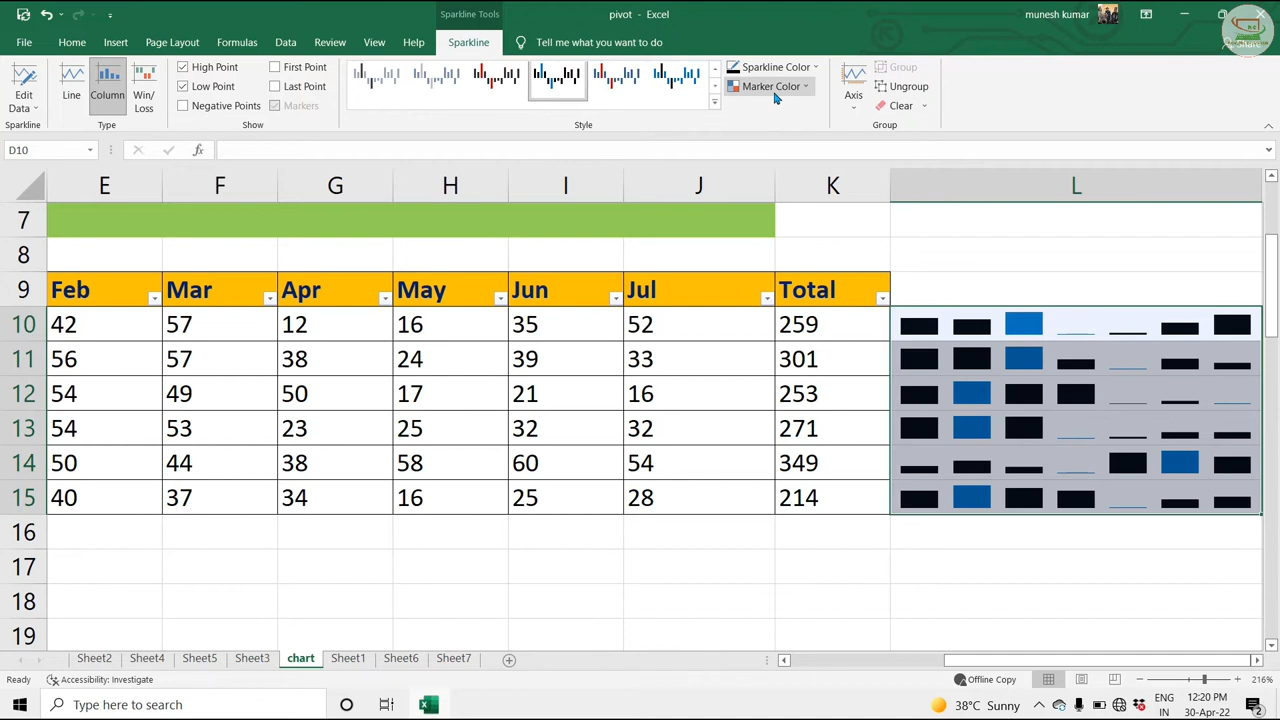 Sparkline Tools
pivot - Excel
munesh kumar
File Home Insert Page Layout Formulas Data Review View Help Sparkline Tell me what you want to do
Edit Data
Line
Column
Win/
Loss
High Point
First Point
Low Point
Last Point
Negative Points
Markers
Sparkline Color
Marker Color
Axis
Group
Ungroup
Clear
Sparkline Type Show Style Group
D10
fx
E F G H I J K L
7
8
9 Feb Mar Apr May Jun Jul Total
10 42 57 12 16 35 52 259
11 56 57 38 24 39 33 301
12 54 49 50 17 21 16 253
13 54 53 23 25 32 32 271
14 50 44 38 58 60 54 349
15 40 37 34 16 25 28 214
16
17
18
19
Sheet2 Sheet4 Sheet5 Sheet3 chart Sheet1 Sheet6 Sheet7
Ready Accessibility: Investigate Offline Copy 216%
Type here to search
38°C Sunny
ENG
IN
12:20 PM
30-Apr-22
2